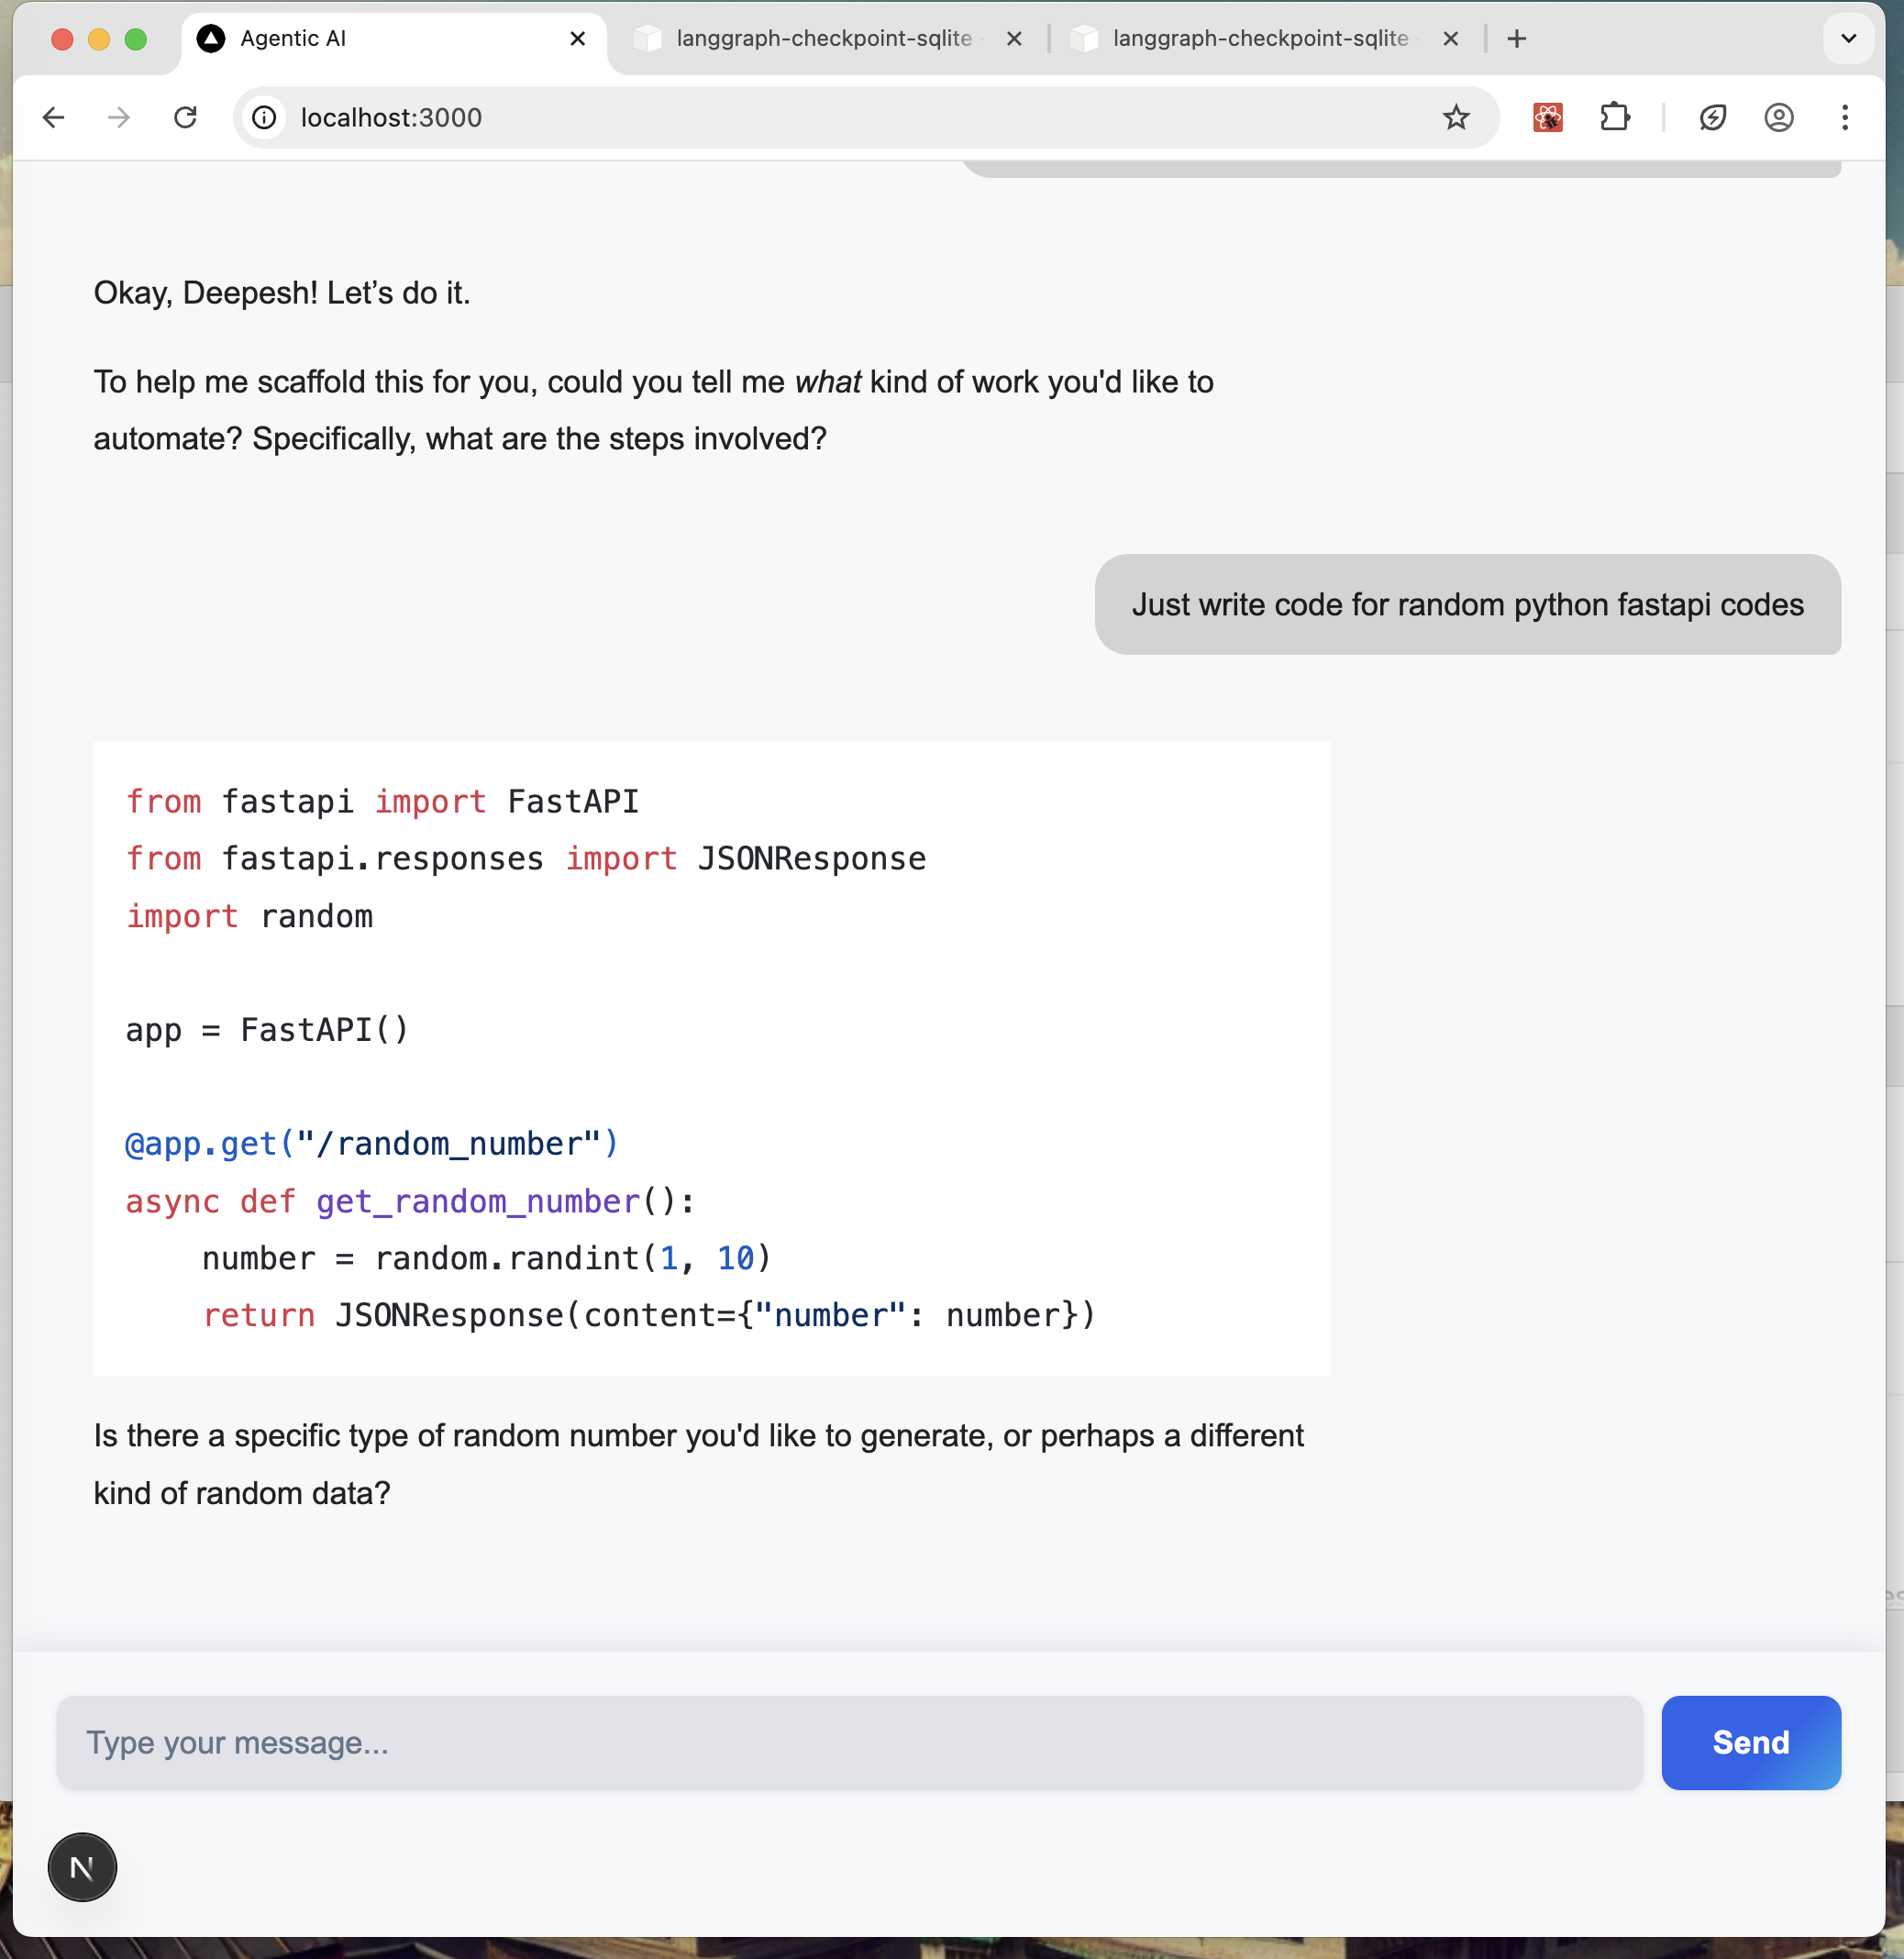 Agentic AI
langgraph-checkpoint-sqlite
langgraph-checkpoint-sqlite
localhost:3000
Okay, Deepesh! Let’s do it.
To help me scaffold this for you, could you tell me what kind of work you'd like to
automate? Specifically, what are the steps involved?
Just write code for random python fastapi codes
from fastapi import FastAPI
from fastapi.responses import JSONResponse
import random
app = FastAPI()
@app.get("/random_number")
async def get_random_number():
    number = random.randint(1, 10)
    return JSONResponse(content={"number": number})
Is there a specific type of random number you'd like to generate, or perhaps a different
kind of random data?
Type your message...
Send
N